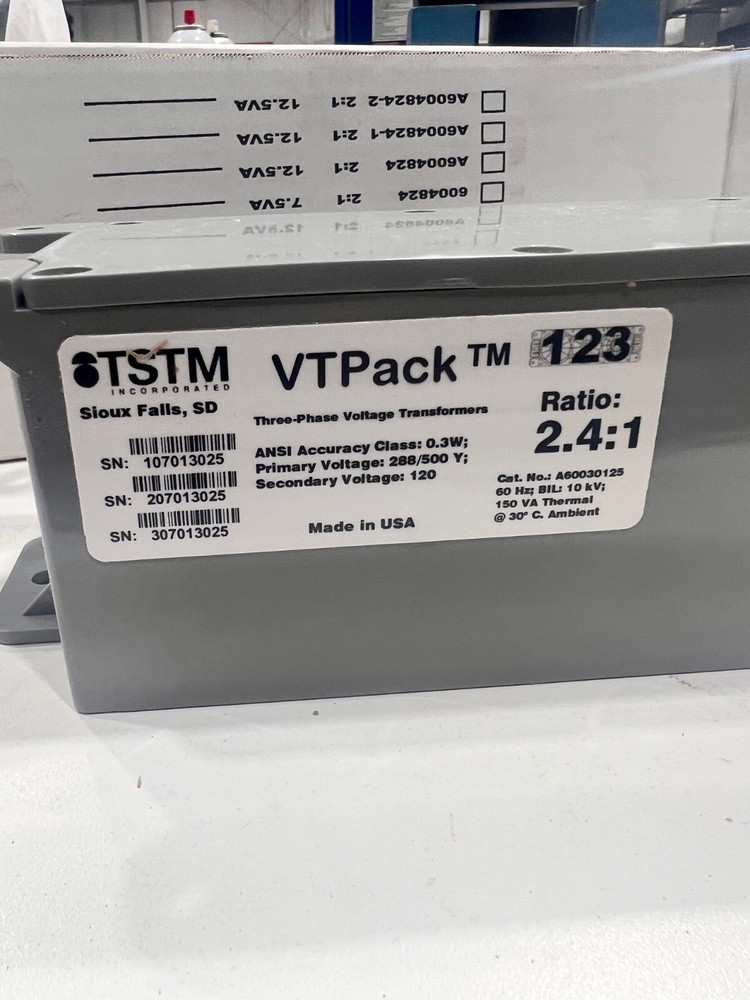 A6004824-2 2:1 12.5VA
A6004824-1 2:1 12.5VA
A6004824 2:1 12.5VA
6004824 2:1 7.5VA
TSTM
INCORPORATED
Sioux Falls, SD
SN: 107013025
SN: 207013025
SN: 307013025
VTPack™
Three-Phase Voltage Transformers
ANSI Accuracy Class: 0.3W;
Primary Voltage: 288/500 Y;
Secondary Voltage: 120
Made in USA
123
Ratio:
2.4:1
Cat. No.: A60030125
60 Hz; BIL: 10 kV;
150 VA Thermal
@ 30° C. Ambient